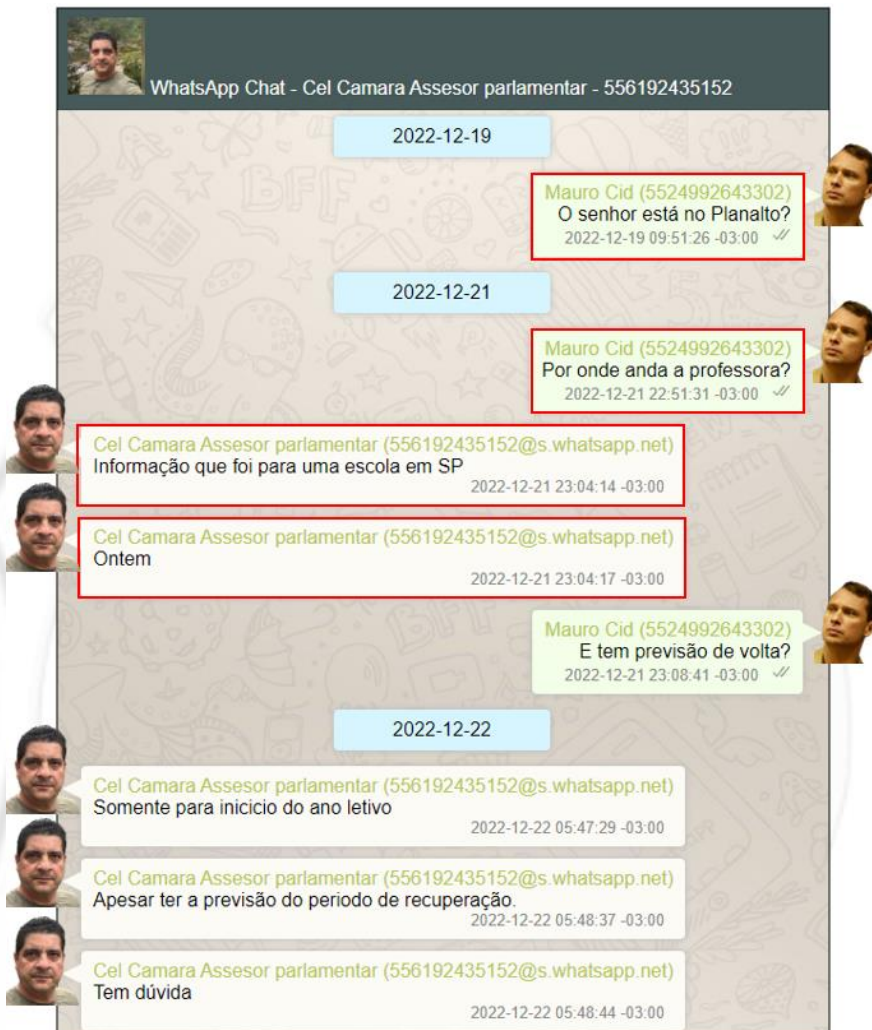 WhatsApp Chat - Cel Camara Assesor parlamentar - 556192435152
2022-12-19
Mauro Cid (5524992643302)
O senhor está no Planalto?
2022-12-19 09:51:26 -03:00
2022-12-21
Mauro Cid (5524992643302)
Por onde anda a professora?
2022-12-21 22:51:31 -03:00
Cel Camara Assesor parlamentar (556192435152@s.whatsapp.net)
Informação que foi para uma escola em SP
2022-12-21 23:04:14 -03:00
Cel Camara Assesor parlamentar (556192435152@s.whatsapp.net)
Ontem
2022-12-21 23:04:17 -03:00
Mauro Cid (5524992643302)
E tem previsão de volta?
2022-12-21 23:08:41 -03:00
2022-12-22
Cel Camara Assesor parlamentar (556192435152@s.whatsapp.net)
Somente para inicicio do ano letivo
2022-12-22 05:47:29 -03:00
Cel Camara Assesor parlamentar (556192435152@s.whatsapp.net)
Apesar ter a previsão do periodo de recuperação.
2022-12-22 05:48:37 -03:00
Cel Camara Assesor parlamentar (556192435152@s.whatsapp.net)
Tem dúvida
2022-12-22 05:48:44 -03:00